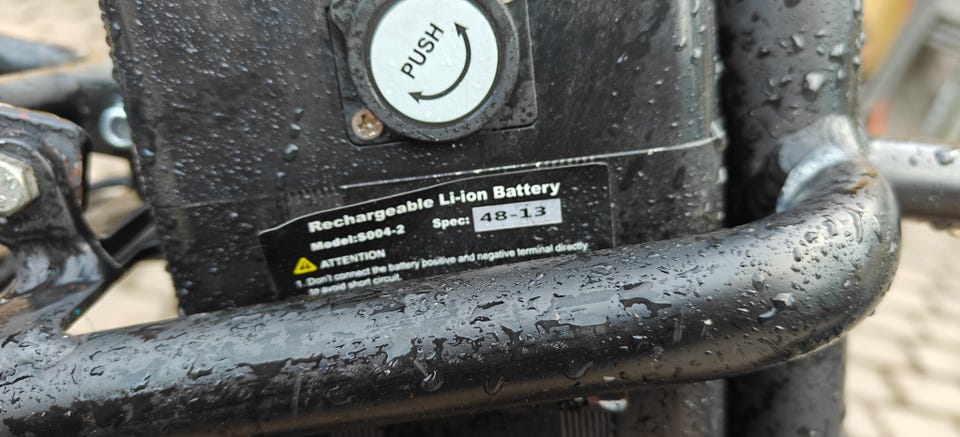 PUSH
Rechargeable Li-ion Battery
Model:S004-2 Spec: 48-13
ATTENTION
1. Don't connect the battery positive and negative terminal directly
to avoid short circuit.